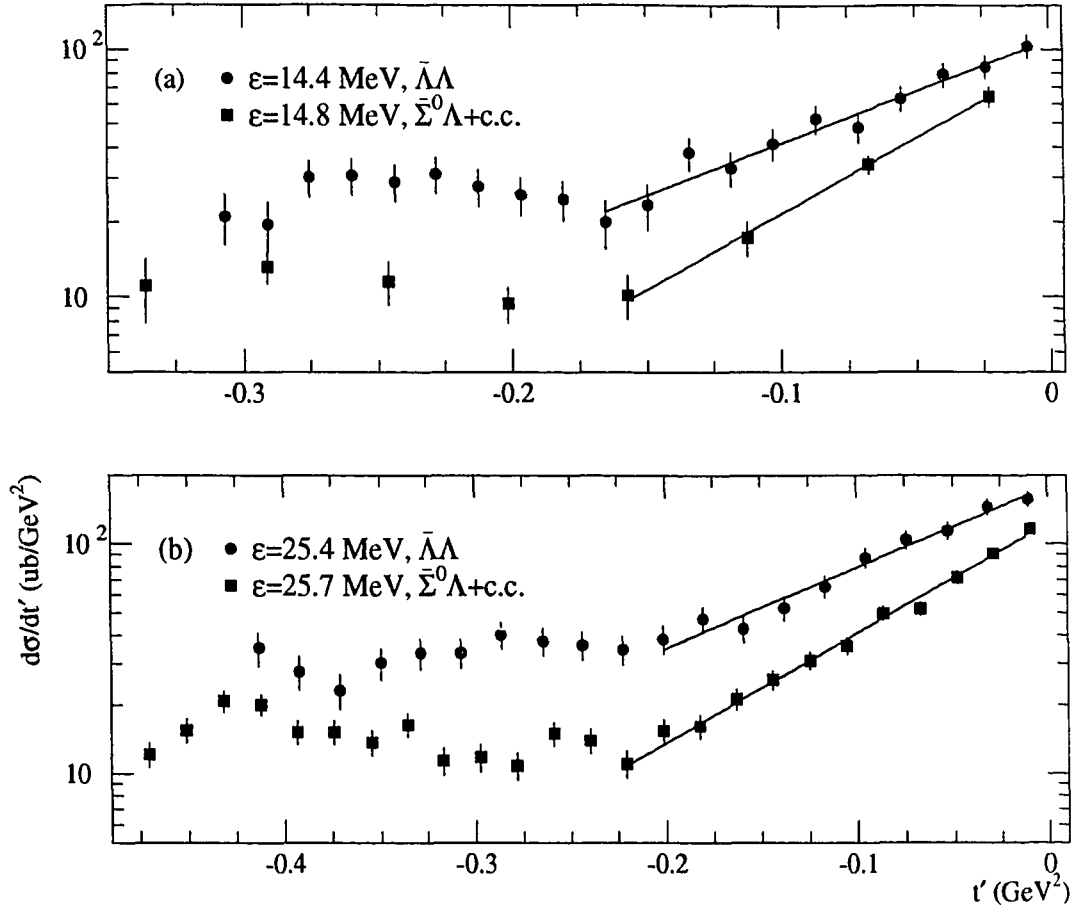 10²
(a) ● ε=14.4 MeV, Λ̄Λ
■ ε=14.8 MeV, Σ̄⁰Λ+c.c.
10
-0.3 -0.2 -0.1 0
dσ/dt′ (ub/GeV²)
10²
(b) ● ε=25.4 MeV, Λ̄Λ
■ ε=25.7 MeV, Σ̄⁰Λ+c.c.
10
-0.4 -0.3 -0.2 -0.1 0
t′ (GeV²)